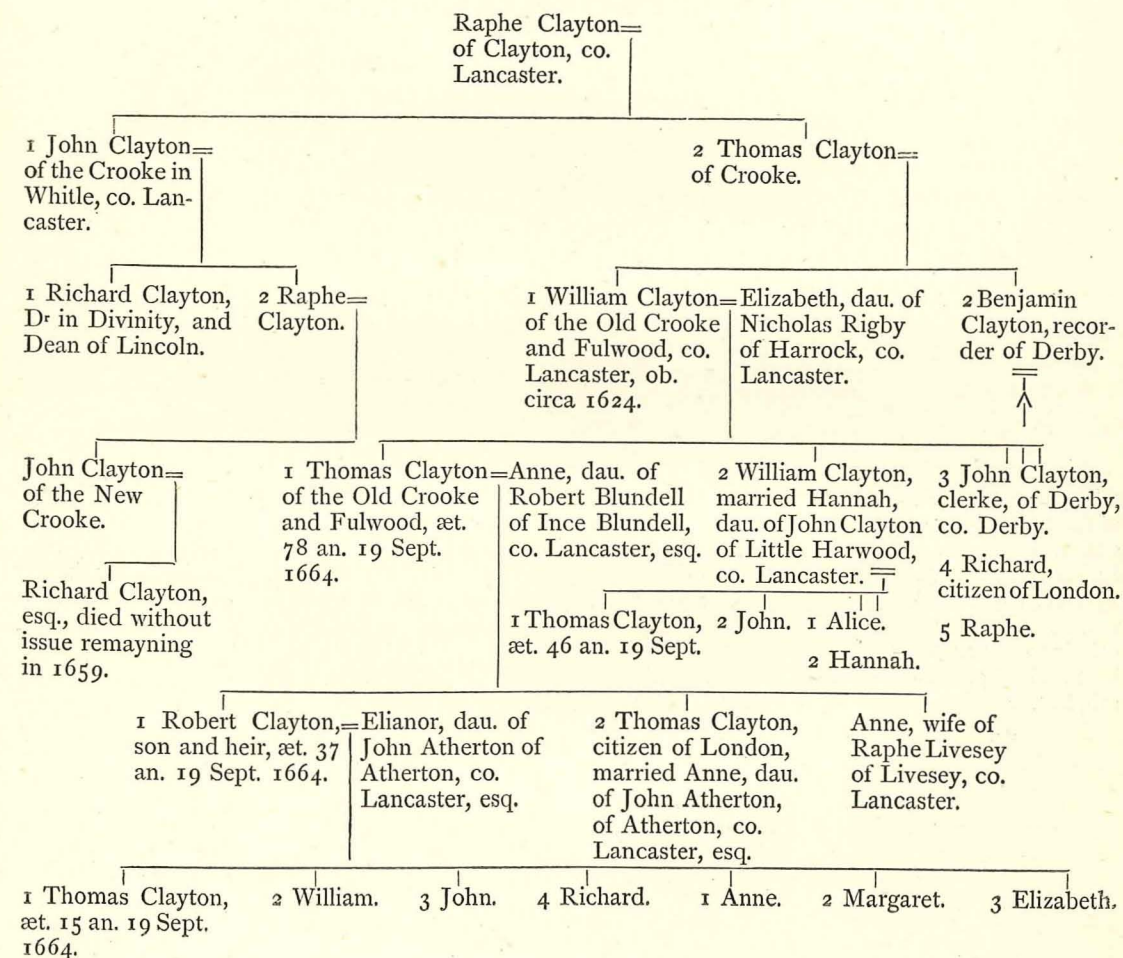 Raphe Clayton=
of Clayton, co.
Lancaster.
1 John Clayton=
of the Crooke in
Whitle, co. Lan-
caster.
2 Thomas Clayton=
of Crooke.
1 Richard Clayton,
Dr in Divinity, and
Dean of Lincoln.
2 Raphe=
Clayton.
1 William Clayton=
of the Old Crooke
and Fulwood, co.
Lancaster, ob.
circa 1624.
Elizabeth, dau. of
Nicholas Rigby
of Harrock, co.
Lancaster.
2 Benjamin
Clayton, recor-
der of Derby.
=
John Clayton=
of the New
Crooke.
1 Thomas Clayton=
of the Old Crooke
and Fulwood, æt.
78 an. 19 Sept.
1664.
Anne, dau. of
Robert Blundell
of Ince Blundell,
co. Lancaster, esq.
2 William Clayton,
married Hannah,
dau. of John Clayton
of Little Harwood,
co. Lancaster. =
3 John Clayton,
clerke, of Derby,
co. Derby.
4 Richard,
citizen of London.
5 Raphe.
Richard Clayton,
esq., died without
issue remayning
in 1659.
1 Thomas Clayton,
æt. 46 an. 19 Sept.
2 John.
1 Alice.
2 Hannah.
1 Robert Clayton,=
son and heir, æt. 37
an. 19 Sept. 1664.
Elianor, dau. of
John Atherton of
Atherton, co.
Lancaster, esq.
2 Thomas Clayton,
citizen of London,
married Anne, dau.
of John Atherton,
of Atherton, co.
Lancaster, esq.
Anne, wife of
Raphe Livesey
of Livesey, co.
Lancaster.
1 Thomas Clayton,
æt. 15 an. 19 Sept.
1664.
2 William.
3 John.
4 Richard.
1 Anne.
2 Margaret.
3 Elizabeth.